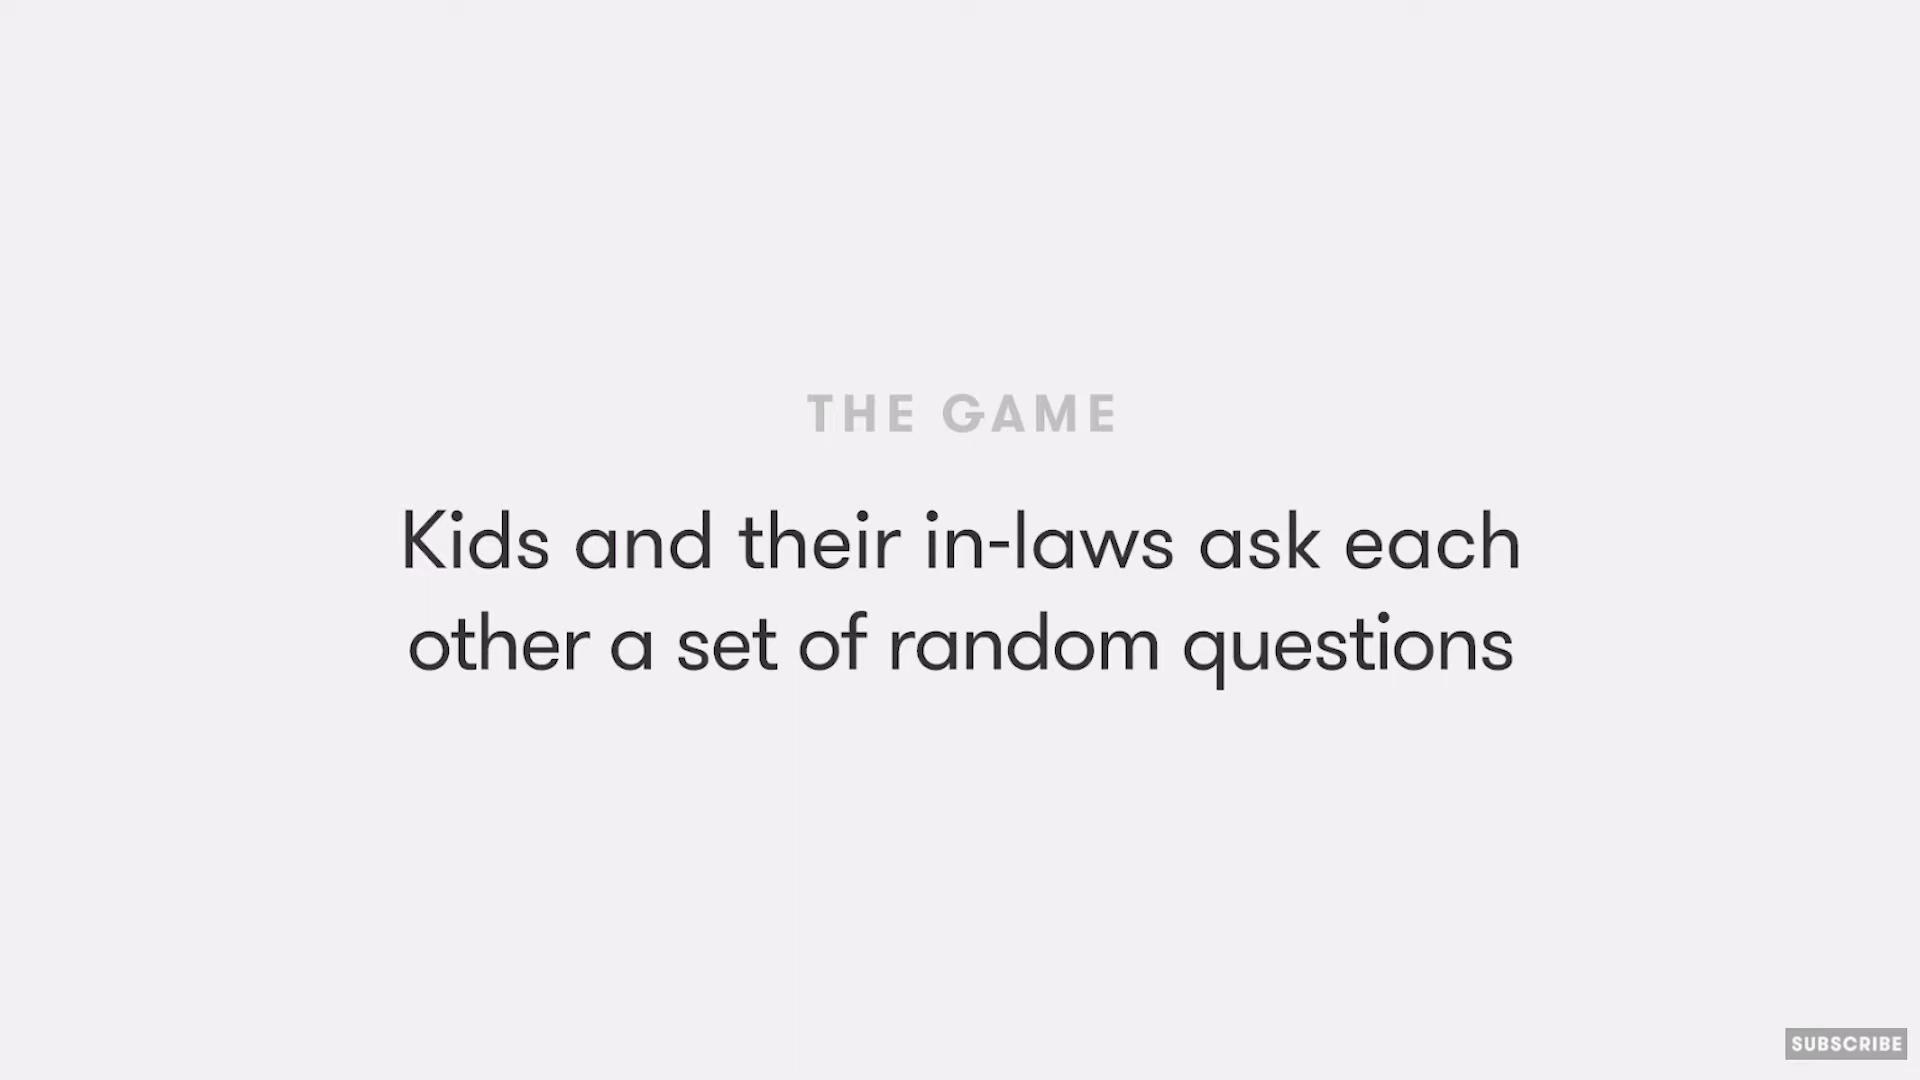 THE GAME
Kids and their in-laws ask each
other a set of random questions
SUBSCRIBE